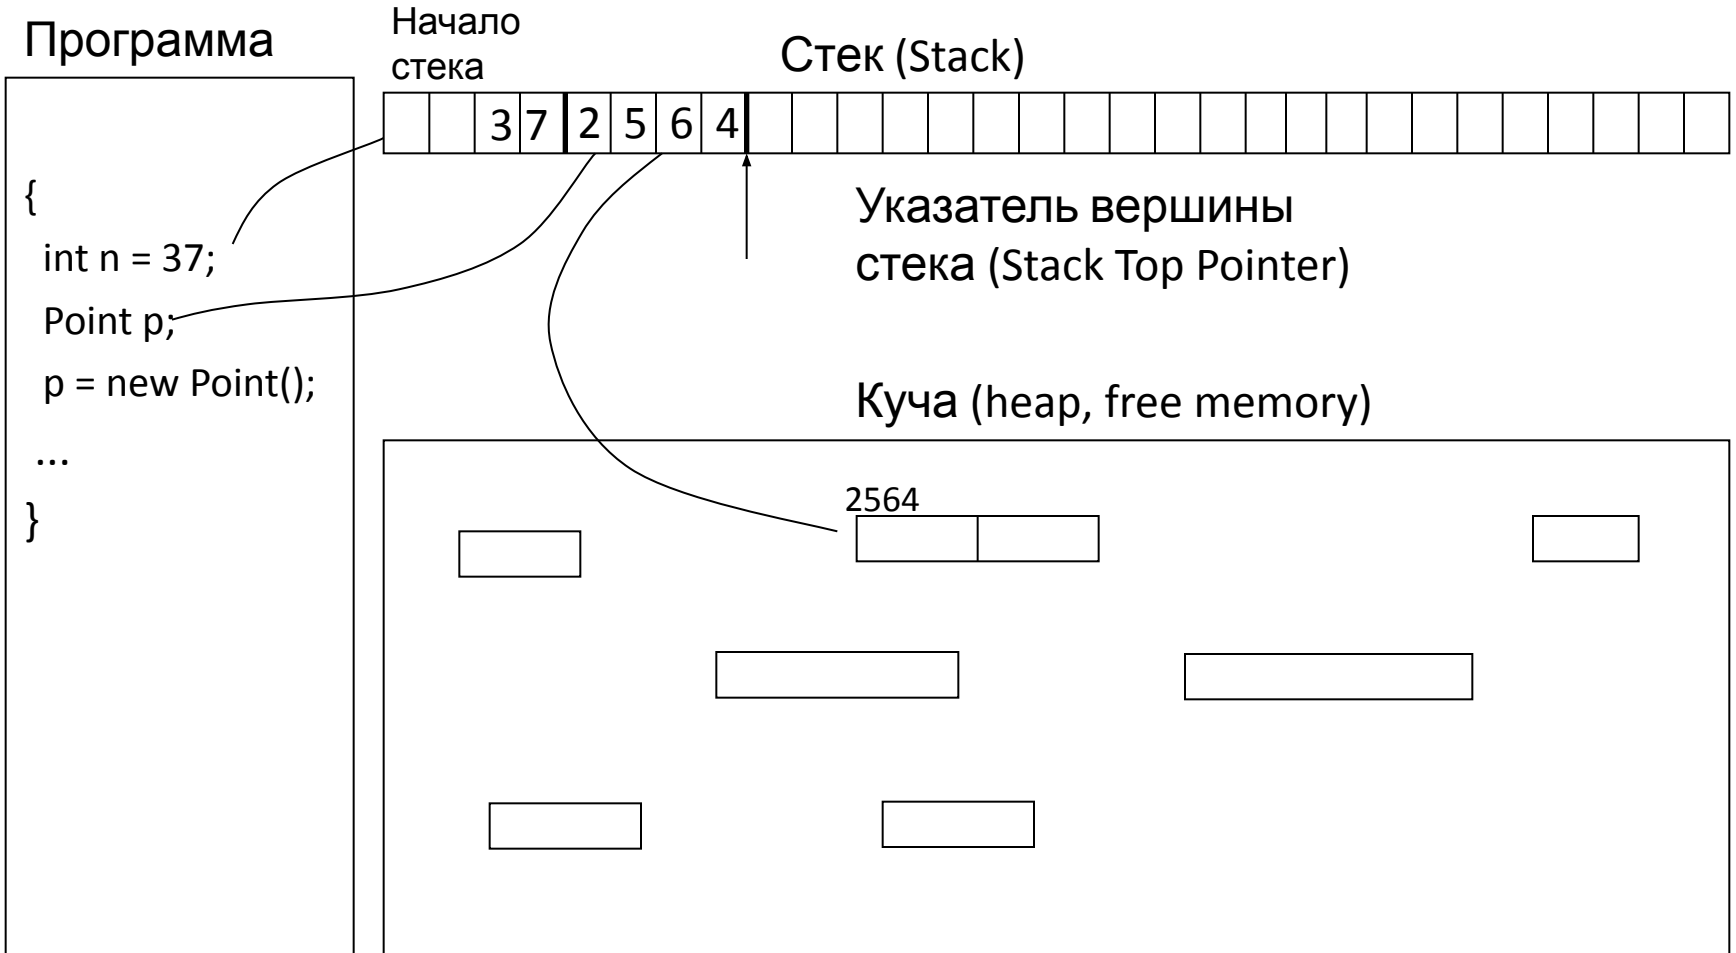 Программа
{
int n = 37;
Point p;
p = new Point();
...
}
Начало
стека
Стек (Stack)
3 7 2 5 6 4
Указатель вершины
стека (Stack Top Pointer)
Куча (heap, free memory)
2564